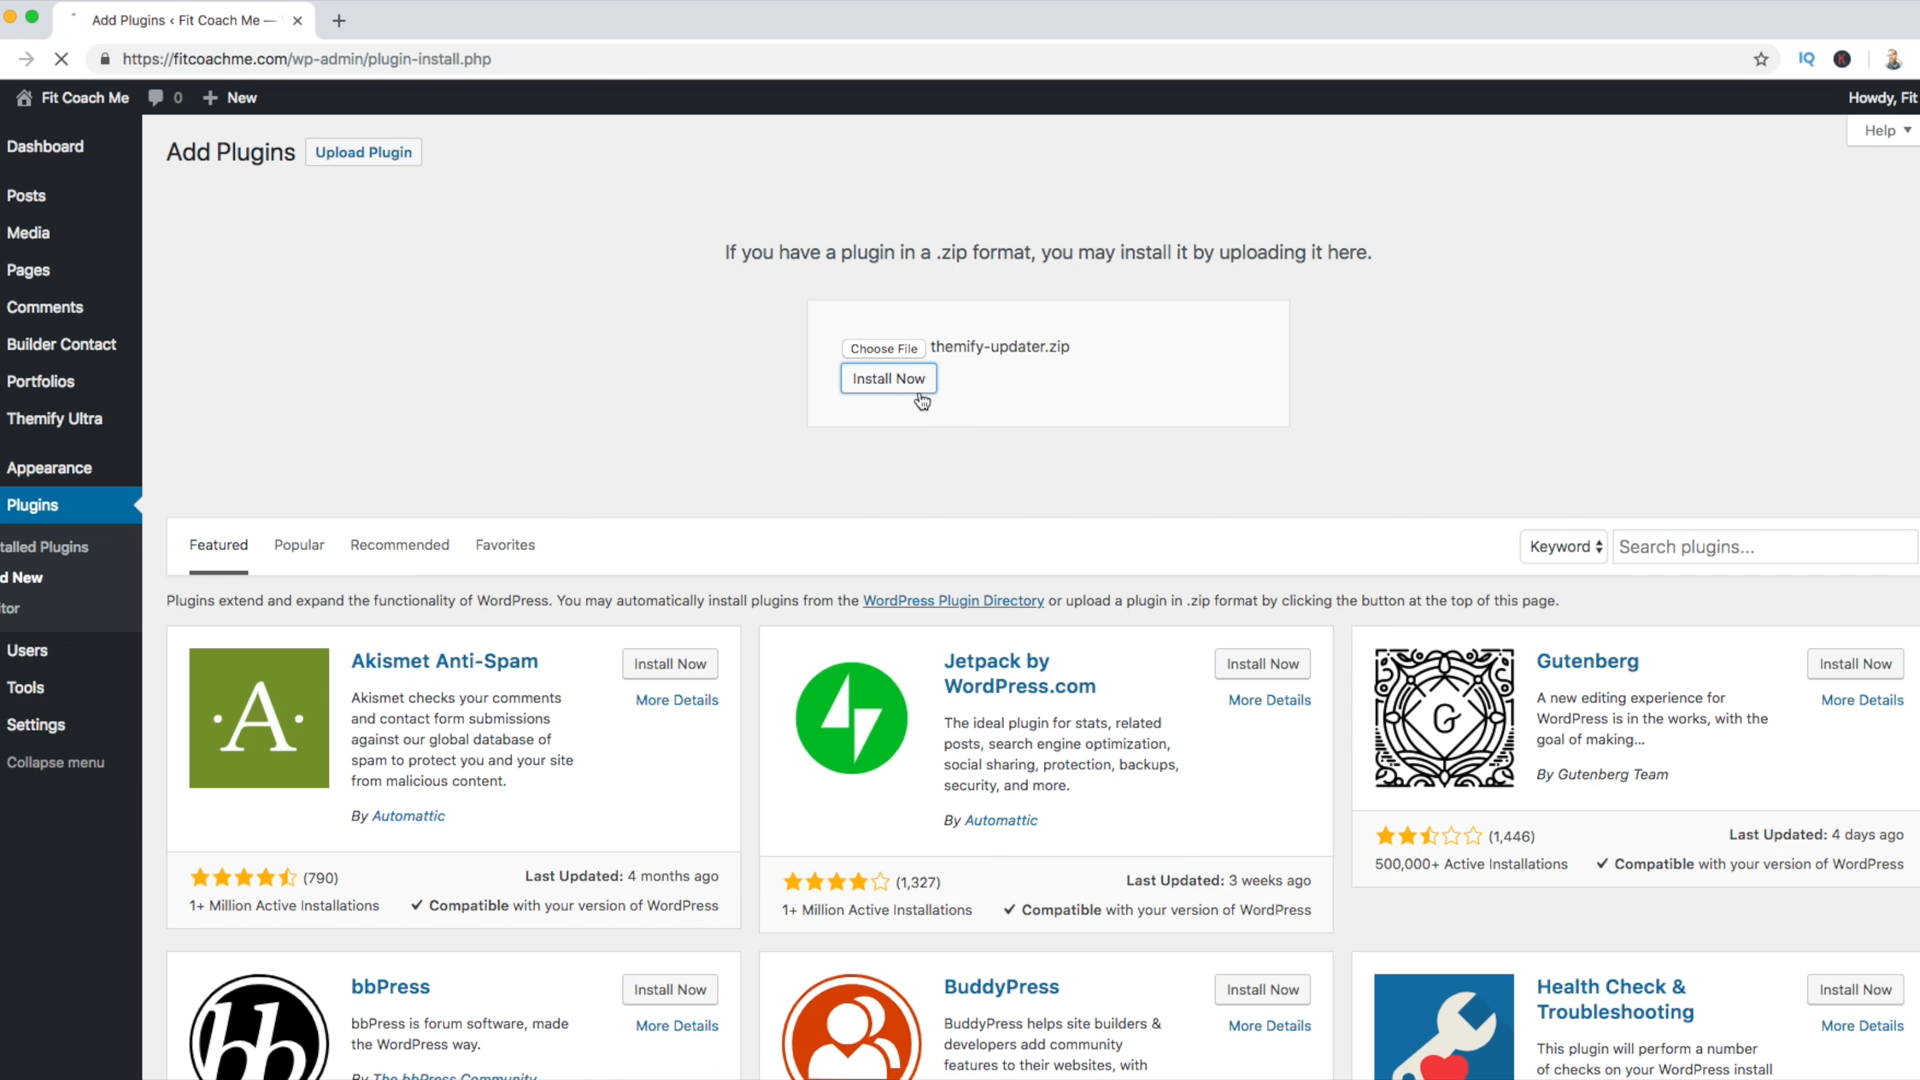 Add Plugins ‹ Fit Coach Me —
https://fitcoachme.com/wp-admin/plugin-install.php
IQ
K
Fit Coach Me 0 New
Howdy, Fit
Help
Dashboard
Posts
Media
Pages
Comments
Builder Contact
Portfolios
Themify Ultra
Appearance
Plugins
talled Plugins
d New
tor
Users
Tools
Settings
Collapse menu
Add Plugins
Upload Plugin
If you have a plugin in a .zip format, you may install it by uploading it here.
Choose File themify-updater.zip
Install Now
Featured Popular Recommended Favorites
Keyword
Search plugins...
Plugins extend and expand the functionality of WordPress. You may automatically install plugins from the WordPress Plugin Directory or upload a plugin in .zip format by clicking the button at the top of this page.
·A·
Akismet Anti-Spam
Install Now
More Details
Akismet checks your comments
and contact form submissions
against our global database of
spam to protect you and your site
from malicious content.
By Automattic
(790)
Last Updated: 4 months ago
1+ Million Active Installations
Compatible with your version of WordPress
Jetpack by
WordPress.com
Install Now
More Details
The ideal plugin for stats, related
posts, search engine optimization,
social sharing, protection, backups,
security, and more.
By Automattic
(1,327)
Last Updated: 3 weeks ago
1+ Million Active Installations
Compatible with your version of WordPress
G
Gutenberg
Install Now
More Details
A new editing experience for
WordPress is in the works, with the
goal of making...
By Gutenberg Team
(1,446)
Last Updated: 4 days ago
500,000+ Active Installations
Compatible with your version of WordPress
bb
bbPress
Install Now
More Details
bbPress is forum software, made
the WordPress way.
By The bbPress Community
BuddyPress
Install Now
More Details
BuddyPress helps site builders &
developers add community
features to their websites, with
Health Check &
Troubleshooting
Install Now
More Details
This plugin will perform a number
of checks on your WordPress install